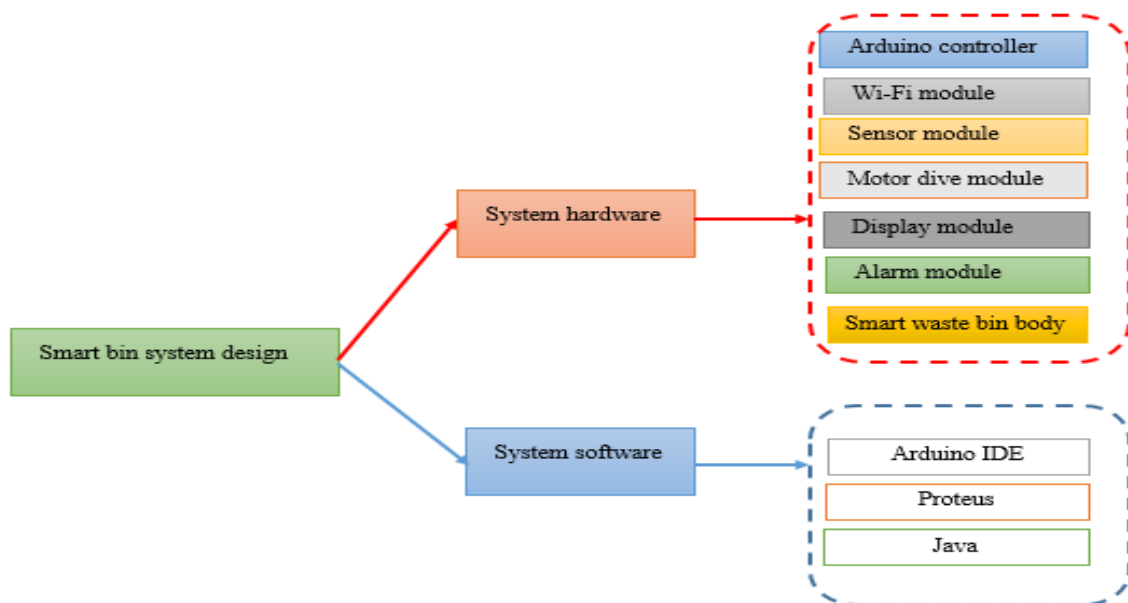 Smart bin system design
System hardware
Arduino controller
Wi-Fi module
Sensor module
Motor dive module
Display module
Alarm module
Smart waste bin body
System software
Arduino IDE
Proteus
Java